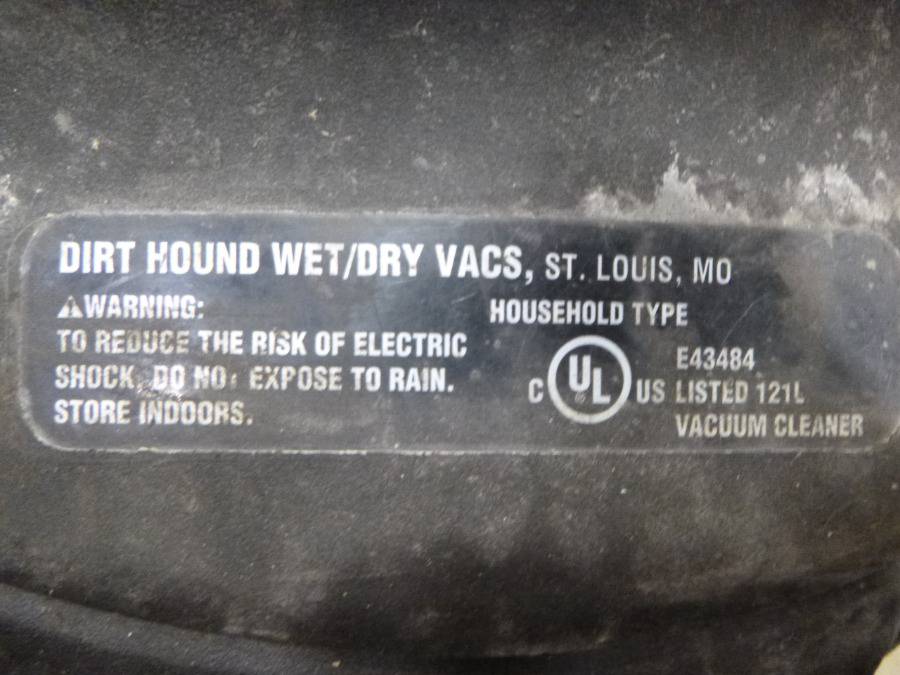 DIRT HOUND WET/DRY VACS, ST. LOUIS, MO
⚠WARNING:
TO REDUCE THE RISK OF ELECTRIC
SHOCK, DO NOT EXPOSE TO RAIN.
STORE INDOORS.
HOUSEHOLD TYPE
C UL US
E43484
LISTED 121L
VACUUM CLEANER